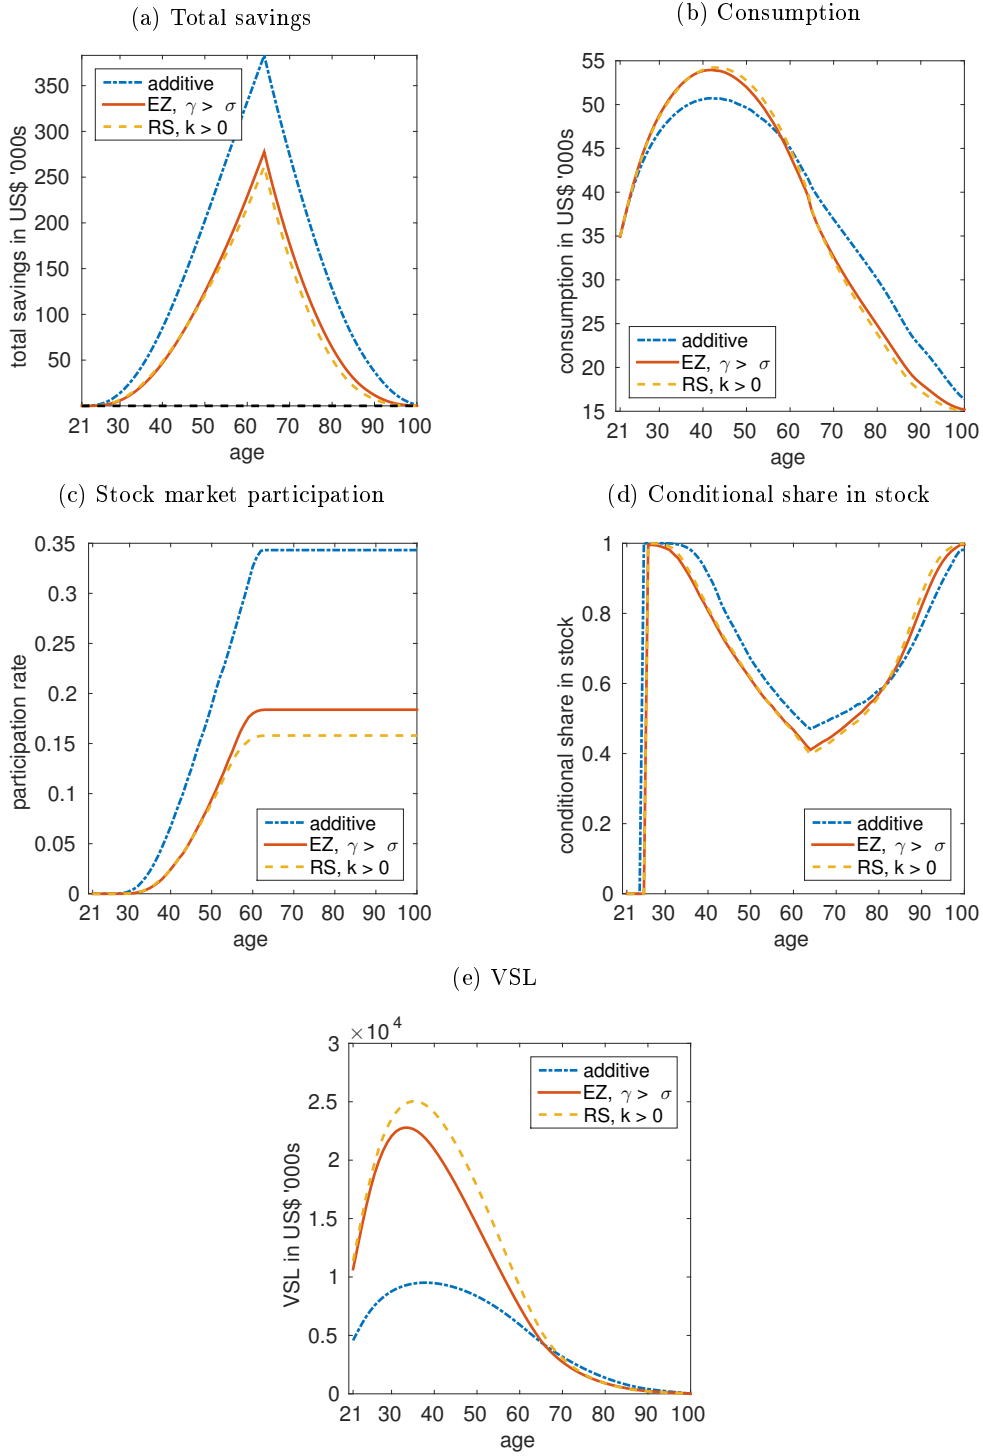 (a) Total savings
total savings in US$ '000s
350
300
250
200
150
100
50
additive
EZ, γ > σ
RS, k > 0
21 30 40 50 60 70 80 90 100
age
(b) Consumption
consumption in US$ '000s
55
50
45
40
35
30
25
20
15
additive
EZ, γ > σ
RS, k > 0
21 30 40 50 60 70 80 90 100
age
(c) Stock market participation
participation rate
0.35
0.3
0.25
0.2
0.15
0.1
0.05
0
additive
EZ, γ > σ
RS, k > 0
21 30 40 50 60 70 80 90 100
age
(d) Conditional share in stock
conditional share in stock
1
0.8
0.6
0.4
0.2
0
additive
EZ, γ > σ
RS, k > 0
21 30 40 50 60 70 80 90 100
age
(e) VSL
×10⁴
VSL in US$ '000s
3
2.5
2
1.5
1
0.5
0
additive
EZ, γ > σ
RS, k > 0
21 30 40 50 60 70 80 90 100
age